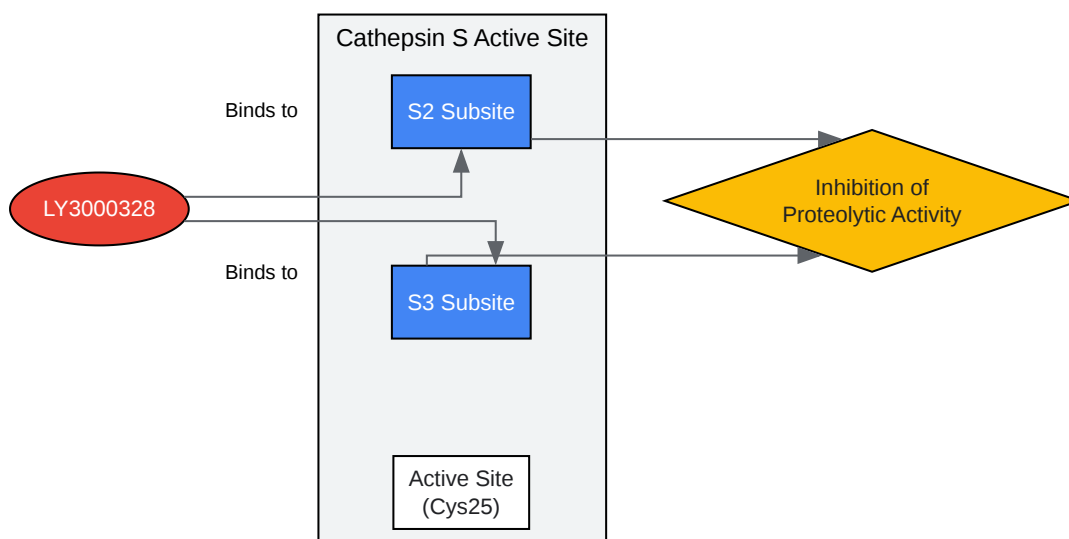 Cathepsin S Active Site
Binds to
S2 Subsite
LY3000328
Inhibition of
Proteolytic Activity
Binds to
S3 Subsite
Active Site
(Cys25)